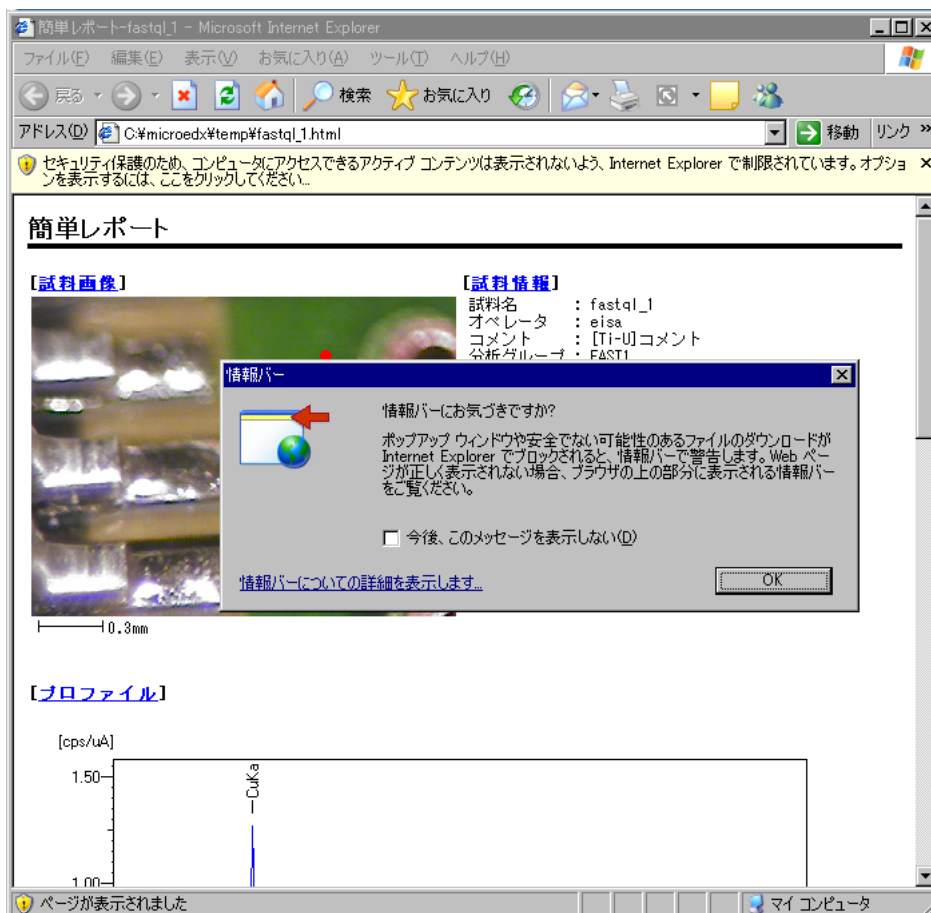 簡単レポート-fastql_1 - Microsoft Internet Explorer
ファイル(F) 編集(E) 表示(V) お気に入り(A) ツール(T) ヘルプ(H)
戻る 検索 お気に入り
アドレス(D) C:¥microedx¥temp¥fastql_1.html 移動 リンク »
セキュリティ保護のため、コンピュータにアクセスできるアクティブ コンテンツは表示されないよう、Internet Explorer で制限されています。オプショ
ンを表示するには、ここをクリックしてください...
簡単レポート
[試料画像]
[試料情報]
試料名 : fastql_1
オペレータ : eisa
コメント : [Ti-U]コメント
分析グループ : FAST1
情報バー
情報バーにお気づきですか?
ポップアップ ウィンドウや安全でない可能性のあるファイルのダウンロードが
Internet Explorer でブロックされると、情報バーで警告します。Web ペー
ジが正しく表示されない場合、ブラウザの上の部分に表示される情報バー
をご覧ください。
今後、このメッセージを表示しない(D)
情報バーについての詳細を表示します...
OK
0.3mm
[プロファイル]
[cps/uA]
1.50
CuKa
1.00
ページが表示されました
マイ コンピュータ